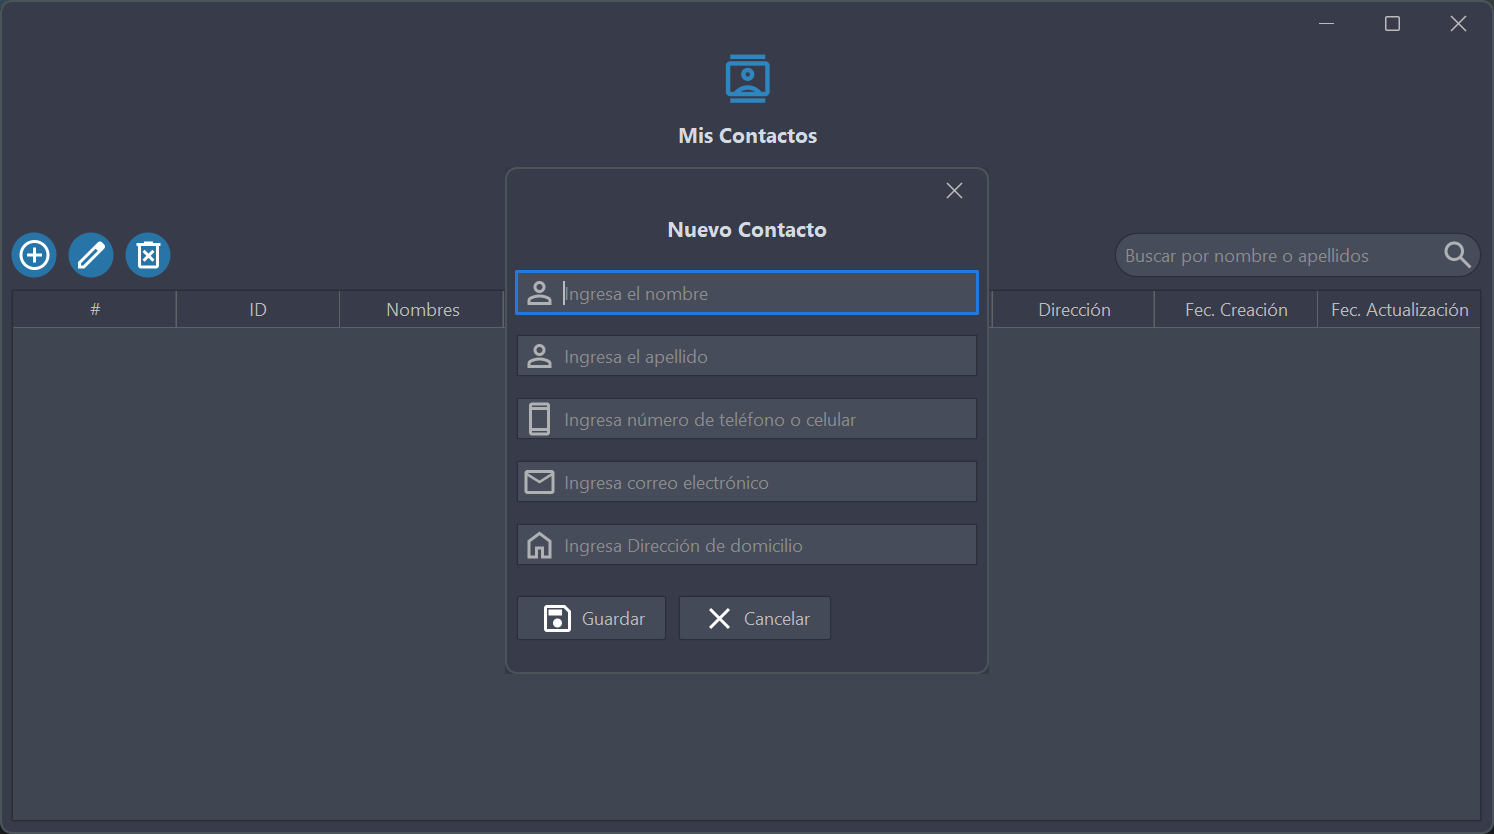 Mis Contactos
Nuevo Contacto
Buscar por nombre o apellidos
# ID Nombres Dirección Fec. Creación Fec. Actualización
Ingresa el nombre
Ingresa el apellido
Ingresa número de teléfono o celular
Ingresa correo electrónico
Ingresa Dirección de domicilio
Guardar Cancelar